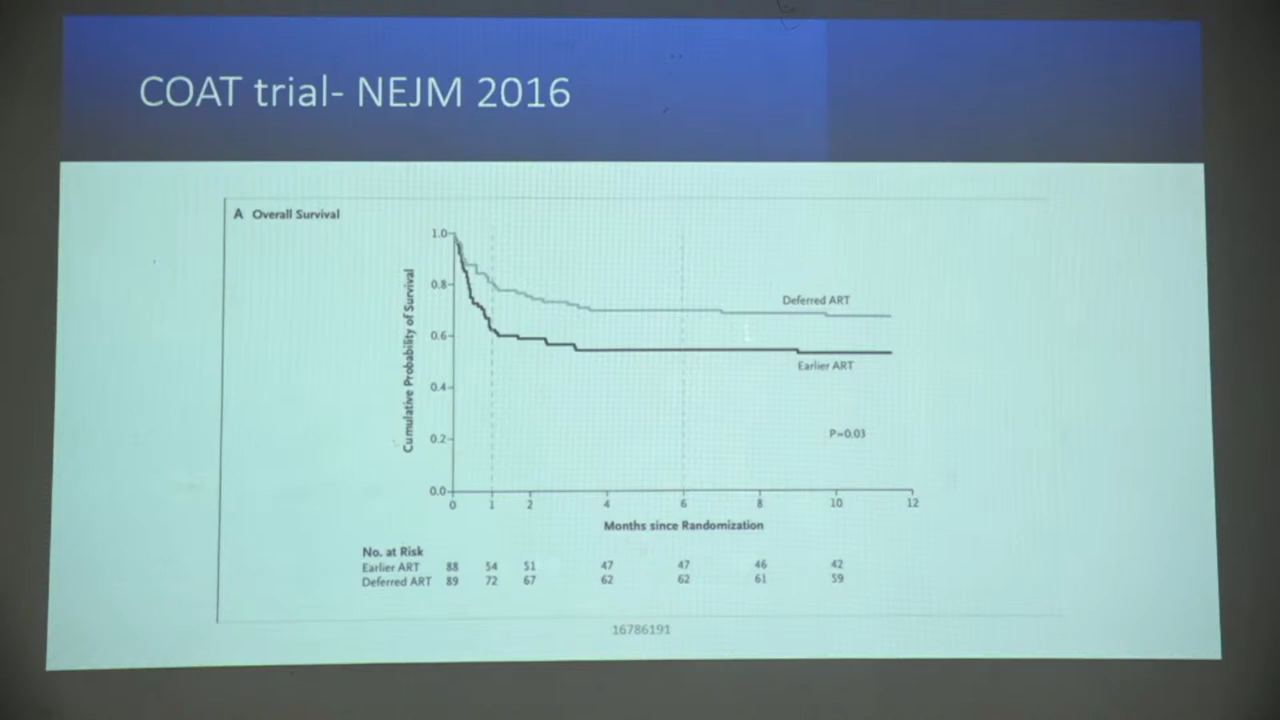 COAT trial- NEJM 2016
A Overall Survival
Cumulative Probability of Survival
1.0
0.8
0.6
0.4
0.2
0.0
Deferred ART
Earlier ART
P=0.03
0 1 2 4 6 8 10 12
Months since Randomization
No. at Risk
Earlier ART 88 54 51 47 47 46 42
Deferred ART 89 72 67 62 62 61 59
16786191